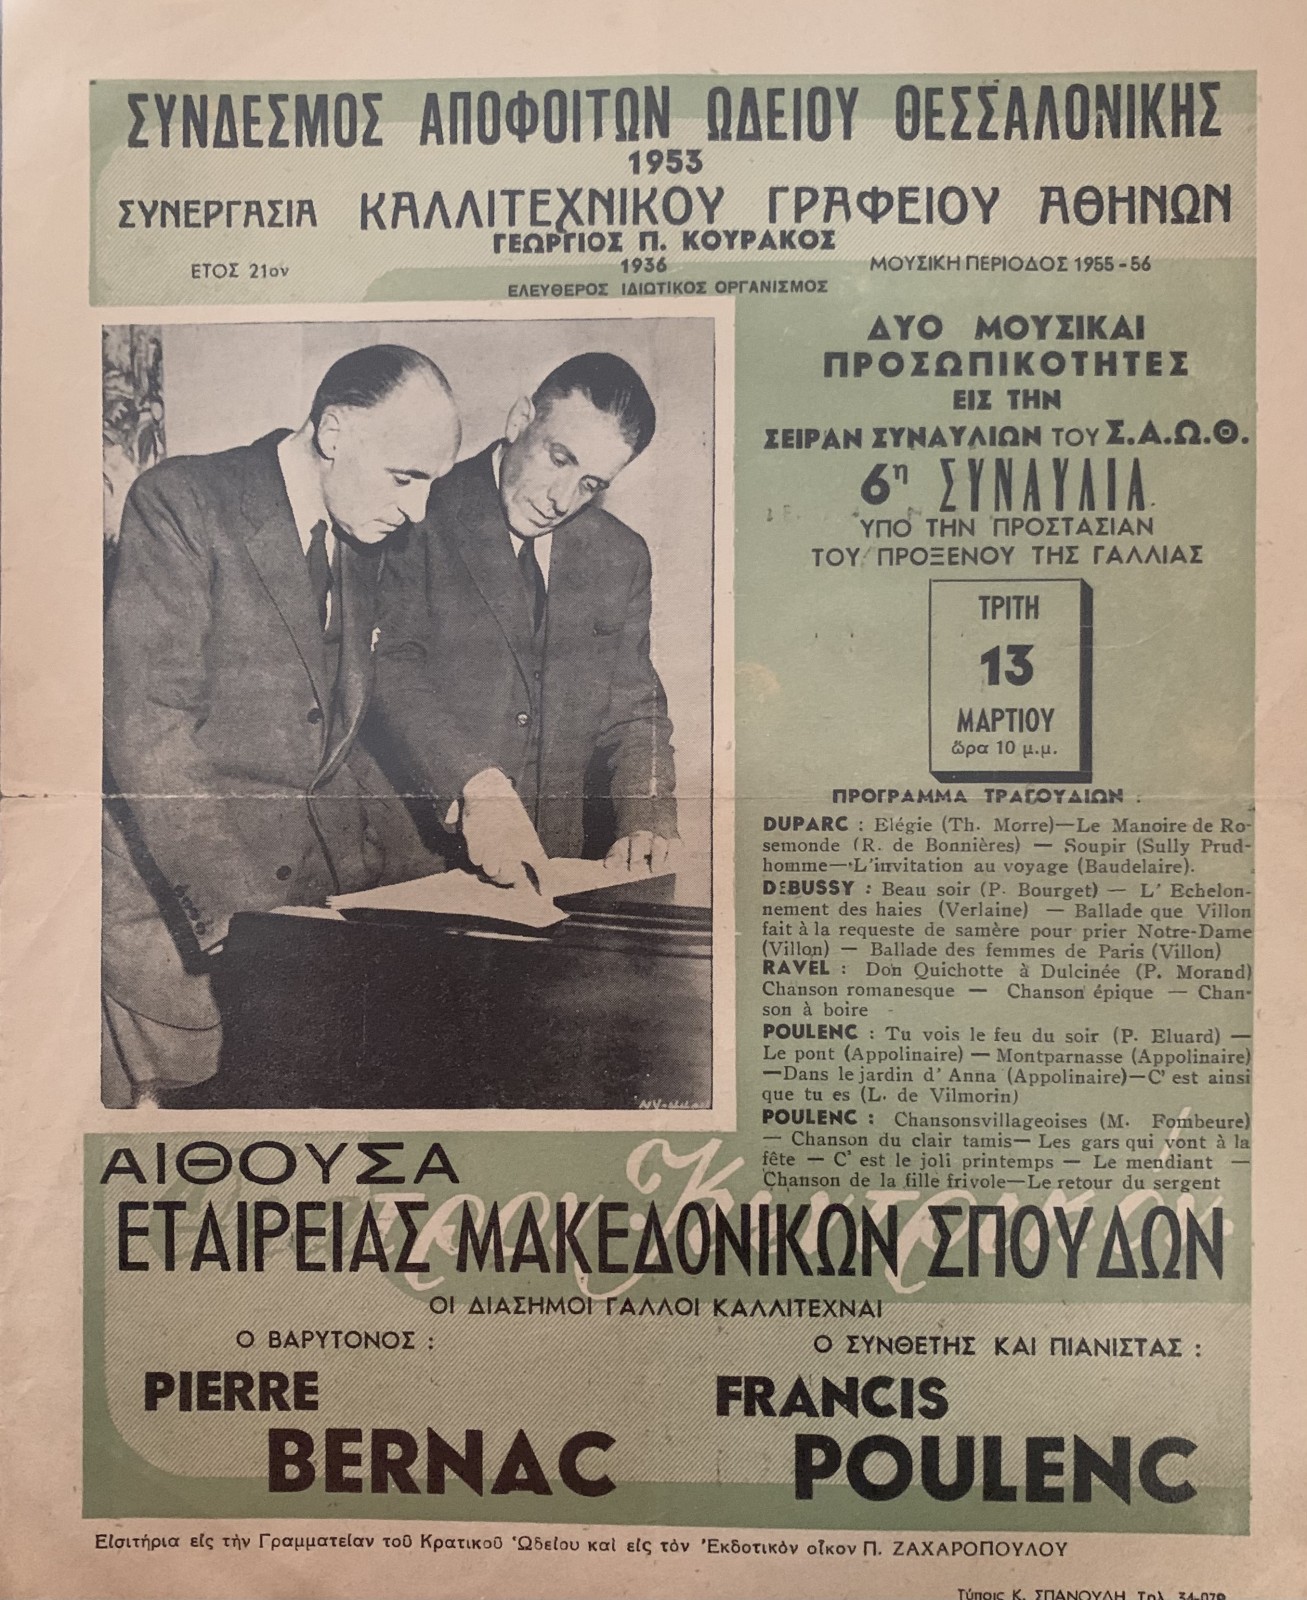 ΣΥΝΔΕΣΜΟΣ ΑΠΟΦΟΙΤΩΝ ΩΔΕΙΟΥ ΘΕΣΣΑΛΟΝΙΚΗΣ
1953
ΣΥΝΕΡΓΑΣΙΑ ΚΑΛΛΙΤΕΧΝΙΚΟΥ ΓΡΑΦΕΙΟΥ ΑΘΗΝΩΝ
ΓΕΩΡΓΙΟΣ Π. ΚΟΥΡΑΚΟΣ
ΕΤΟΣ 21ον 1936 ΜΟΥΣΙΚΗ ΠΕΡΙΟΔΟΣ 1955-56
ΕΛΕΥΘΕΡΟΣ ΙΔΙΩΤΙΚΟΣ ΟΡΓΑΝΙΣΜΟΣ
ΔΥΟ ΜΟΥΣΙΚΑΙ
ΠΡΟΣΩΠΙΚΟΤΗΤΕΣ
ΕΙΣ ΤΗΝ
ΣΕΙΡΑΝ ΣΥΝΑΥΛΙΩΝ ΤΟΥ Σ.Α.Ω.Θ.
6η ΣΥΝΑΥΛΙΑ
ΥΠΟ ΤΗΝ ΠΡΟΣΤΑΣΙΑΝ
ΤΟΥ ΠΡΟΞΕΝΟΥ ΤΗΣ ΓΑΛΛΙΑΣ
ΤΡΙΤΗ
13
ΜΑΡΤΙΟΥ
ὥρα 10 μ.μ.
ΠΡΟΓΡΑΜΜΑ ΤΡΑΓΟΥΔΙΩΝ :
DUPARC : Elégie (Th. Morre)—Le Manoire de Ro-
semonde (R. de Bonnières) — Soupir (Sully Prud-
homme—L'invitation au voyage (Baudelaire).
DEBUSSY : Beau soir (P. Bourget) — L' Echelon-
nement des haies (Verlaine) — Ballade que Villon
fait à la requeste de samère pour prier Notre-Dame
(Villon) — Ballade des femmes de Paris (Villon)
RAVEL : Don Quichotte à Dulcinée (P. Morand)
Chanson romanesque — Chanson épique — Chan-
son à boire
POULENC : Tu vois le feu du soir (P. Eluard) —
Le pont (Appolinaire) — Montparnasse (Appolinaire)
—Dans le jardin d' Anna (Appolinaire)—C' est ainsi
que tu es (L. de Vilmorin)
POULENC : Chansonsvillageoises (M. Fombeure)
— Chanson du clair tamis— Les gars qui vont à la
fête — C' est le joli printemps — Le mendiant —
Chanson de la fille frivole—Le retour du sergent
ΑΙΘΟΥΣΑ
ΕΤΑΙΡΕΙΑΣ ΜΑΚΕΔΟΝΙΚΩΝ ΣΠΟΥΔΩΝ
ΟΙ ΔΙΑΣΗΜΟΙ ΓΑΛΛΟΙ ΚΑΛΛΙΤΕΧΝΑΙ
Ο ΒΑΡΥΤΟΝΟΣ : Ο ΣΥΝΘΕΤΗΣ ΚΑΙ ΠΙΑΝΙΣΤΑΣ :
PIERRE FRANCIS
BERNAC POULENC
Εἰσιτήρια εἰς τὴν Γραμματείαν τοῦ Κρατικοῦ Ὠδείου καὶ εἰς τὸν Ἐκδοτικὸν οἶκον Π. ΖΑΧΑΡΟΠΟΥΛΟΥ
Τύποις Κ. ΣΠΑΝΟΥΔΗ Τηλ. 34-079